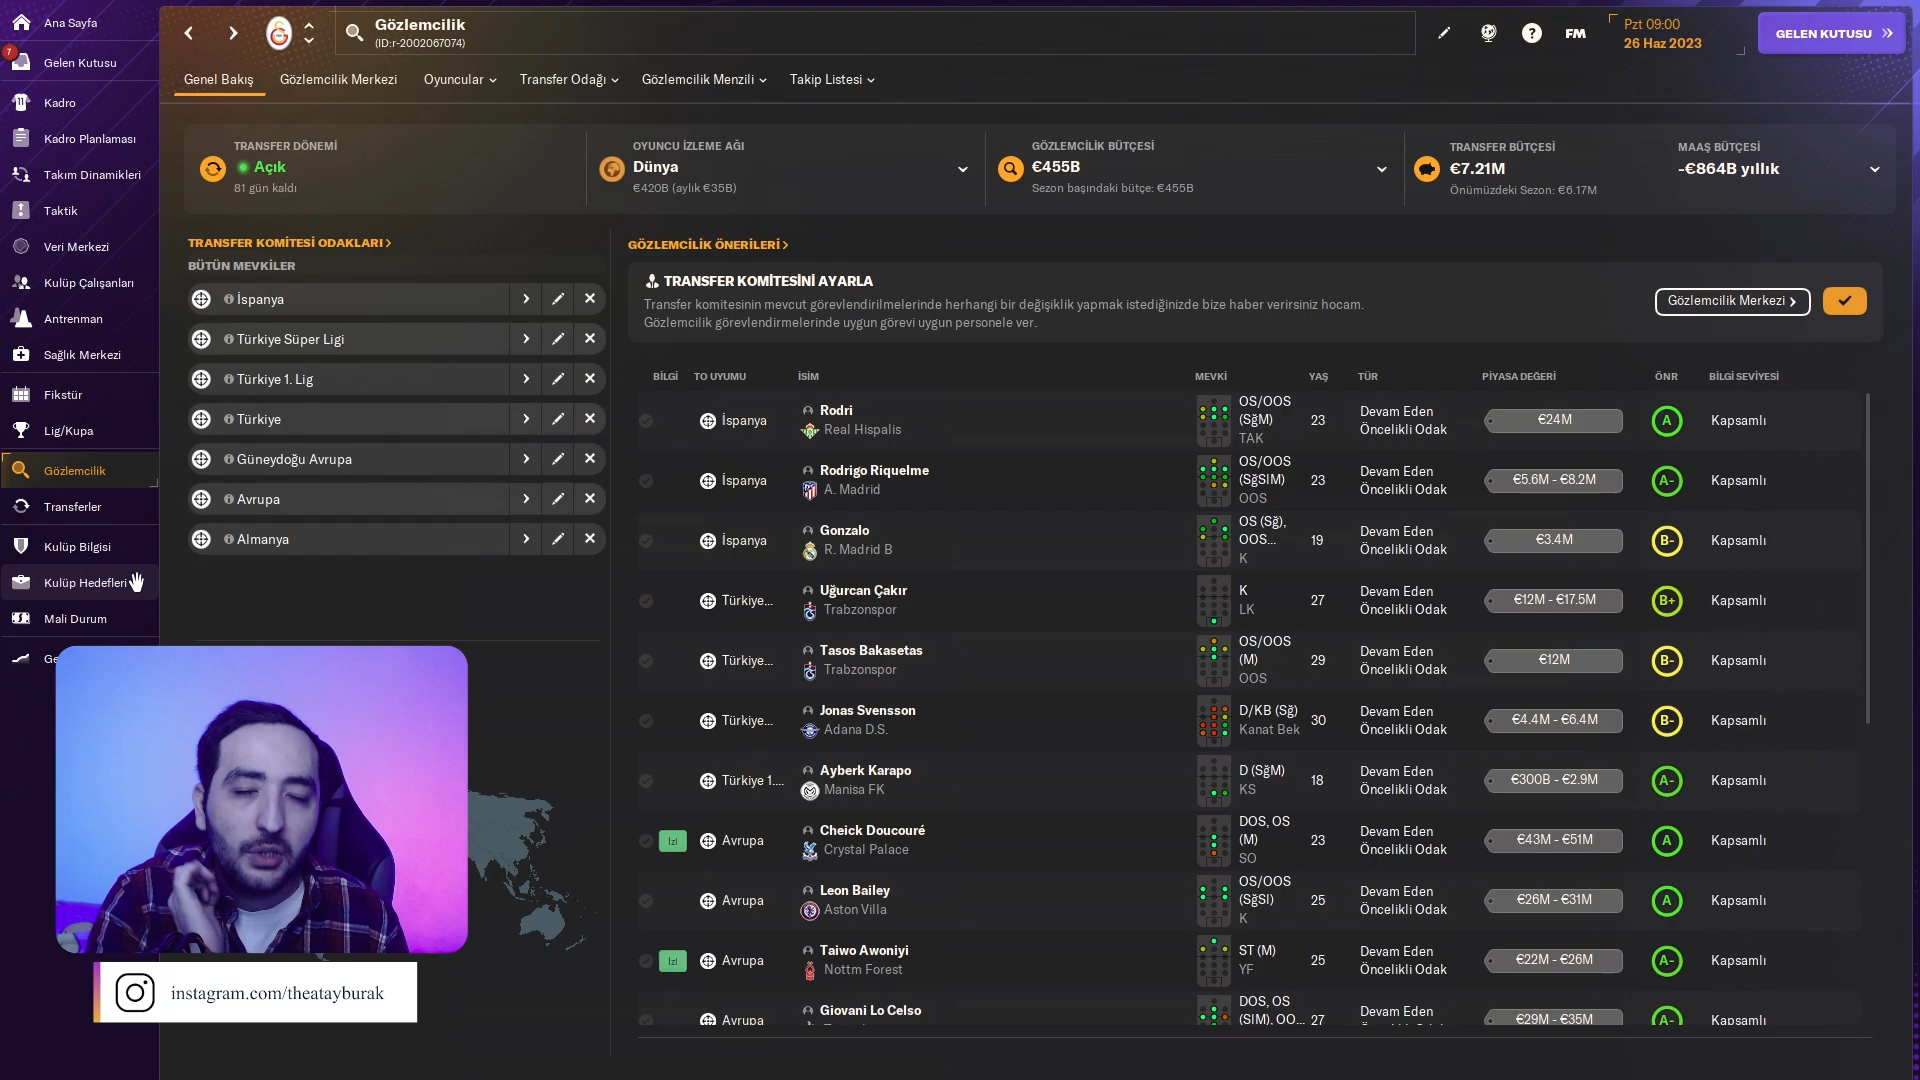 Ana Sayfa
7
Gelen Kutusu
Kadro
Kadro Planlaması
Takım Dinamikleri
Taktik
Veri Merkezi
Kulüp Çalışanları
Antrenman
Sağlık Merkezi
Fikstür
Lig/Kupa
Gözlemcilik
Transferler
Kulüp Bilgisi
Kulüp Hedefleri
Mali Durum
Gözlemcilik
(ID:r-2002067074)
FM
Pzt 09:00
26 Haz 2023
GELEN KUTUSU
Genel Bakış
Gözlemcilik Merkezi
Oyuncular
Transfer Odağı
Gözlemcilik Menzili
Takip Listesi
TRANSFER DÖNEMİ
Açık
81 gün kaldı
OYUNCU İZLEME AĞI
Dünya
€420B (aylık €35B)
GÖZLEMCİLİK BÜTÇESİ
€455B
Sezon başındaki bütçe: €455B
TRANSFER BÜTÇESİ
€7.21M
Önümüzdeki Sezon: €6.17M
MAAŞ BÜTÇESİ
-€864B yıllık
TRANSFER KOMİTESİ ODAKLARI
BÜTÜN MEVKİLER
İspanya
Türkiye Süper Ligi
Türkiye 1. Lig
Türkiye
Güneydoğu Avrupa
Avrupa
Almanya
GÖZLEMCİLİK ÖNERİLERİ
TRANSFER KOMİTESİNİ AYARLA
Transfer komitesinin mevcut görevlendirilmelerinde herhangi bir değişiklik yapmak istediğinizde bize haber verirsiniz hocam.
Gözlemcilik görevlendirmelerinde uygun görevi uygun personele ver.
Gözlemcilik Merkezi
BİLGİ TO UYUMU İSİM MEVKİ YAŞ TÜR PİYASA DEĞERİ ÖNR BİLGİ SEVİYESİ
İspanya Rodri Real Hispalis OS/OOS (SğM) TAK 23 Devam Eden Öncelikli Odak €24M A Kapsamlı
İspanya Rodrigo Riquelme A. Madrid OS/OOS (SğSIM) OOS 23 Devam Eden Öncelikli Odak €5.6M - €8.2M A- Kapsamlı
İspanya Gonzalo R. Madrid B OS (Sğ), OOS... K 19 Devam Eden Öncelikli Odak €3.4M B- Kapsamlı
Türkiye... Uğurcan Çakır Trabzonspor K LK 27 Devam Eden Öncelikli Odak €12M - €17.5M B+ Kapsamlı
Türkiye... Tasos Bakasetas Trabzonspor OS/OOS (M) OOS 29 Devam Eden Öncelikli Odak €12M B- Kapsamlı
Türkiye... Jonas Svensson Adana D.S. D/KB (Sğ) Kanat Bek 30 Devam Eden Öncelikli Odak €4.4M - €6.4M B- Kapsamlı
Türkiye 1.... Ayberk Karapo Manisa FK D (SğM) KS 18 Devam Eden Öncelikli Odak €300B - €2.9M A- Kapsamlı
İzl Avrupa Cheick Doucouré Crystal Palace DOS, OS (M) SO 23 Devam Eden Öncelikli Odak €43M - €51M A Kapsamlı
Avrupa Leon Bailey Aston Villa OS/OOS (SğSl) K 25 Devam Eden Öncelikli Odak €26M - €31M A Kapsamlı
İzl Avrupa Taiwo Awoniyi Nottm Forest ST (M) YF 25 Devam Eden Öncelikli Odak €22M - €26M A- Kapsamlı
Avrupa Giovani Lo Celso DOS, OS (SIM), OO... 27 Devam Eden €29M - €35M A- Kapsamlı
instagram.com/theatayburak